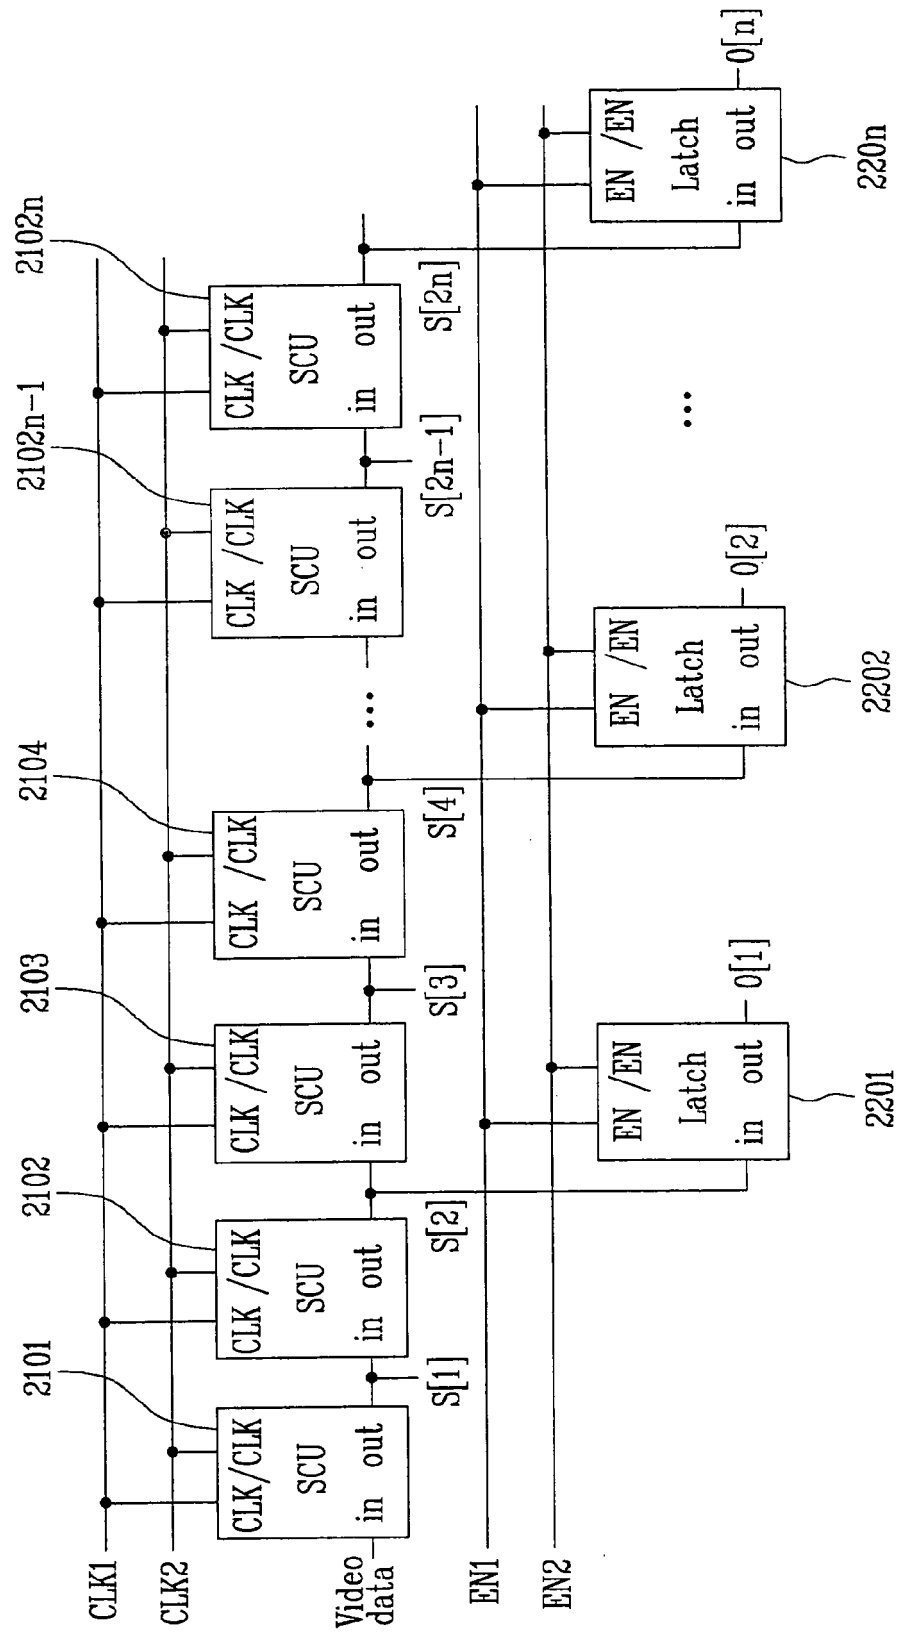 2101
2102
2103
2104
2102n-1
2102n
CLK1
CLK2
CLK/CLK
SCU
in out
CLK /CLK
SCU
in out
CLK /CLK
SCU
in out
CLK /CLK
SCU
in out
...
CLK /CLK
SCU
in out
CLK /CLK
SCU
in out
Video
data
S[1]
S[2]
S[3]
S[4]
S[2n-1]
S[2n]
EN1
EN2
EN /EN
Latch
in out
O[1]
EN /EN
Latch
in out
O[2]
...
EN /EN
Latch
in out
O[n]
2201
2202
220n